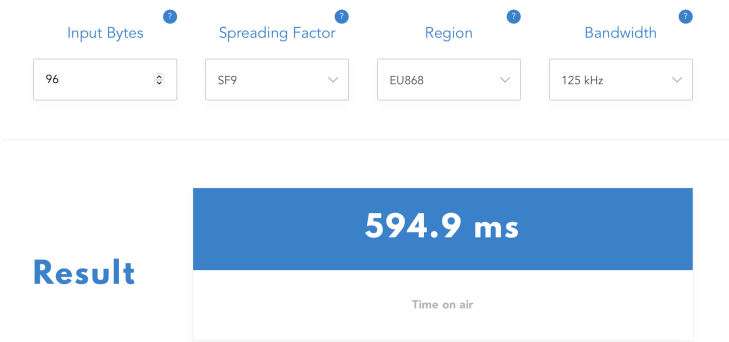 ? ? ? ?
Input Bytes Spreading Factor Region Bandwidth
96 SF9 EU868 125 kHz
594.9 ms
Result
Time on air